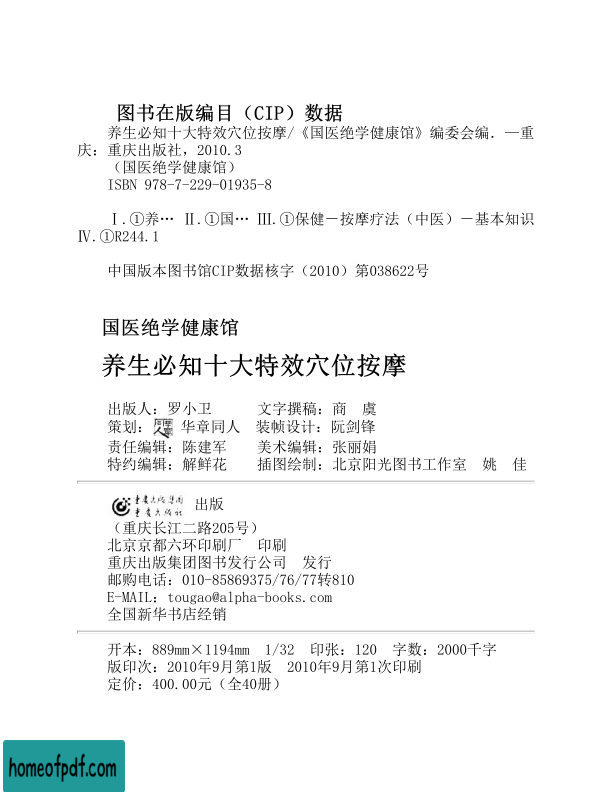 图书在版编目（CIP）数据
养生必知十大特效穴位按摩/《国医绝学健康馆》编委会编．—重
庆：重庆出版社，2010.3
（国医绝学健康馆）
ISBN 978-7-229-01935-8
Ⅰ.①养… Ⅱ.①国… Ⅲ.①保健－按摩疗法（中医）－基本知识
Ⅳ.①R244.1
中国版本图书馆CIP数据核字（2010）第038622号
国医绝学健康馆
养生必知十大特效穴位按摩
出版人：罗小卫 文字撰稿：商 虞
策划： 华章同人 装帧设计：阮剑锋
责任编辑：陈建军 美术编辑：张丽娟
特约编辑：解鲜花 插图绘制：北京阳光图书工作室 姚 佳
重庆出版集团 出版
重庆出版社
（重庆长江二路205号）
北京京都六环印刷厂 印刷
重庆出版集团图书发行公司 发行
邮购电话：010-85869375/76/77转810
E-MAIL：tougao@alpha-books.com
全国新华书店经销
开本：889mm×1194mm 1/32 印张：120 字数：2000千字
版印次：2010年9月第1版 2010年9月第1次印刷
定价：400.00元（全40册）
homeofpdf.com